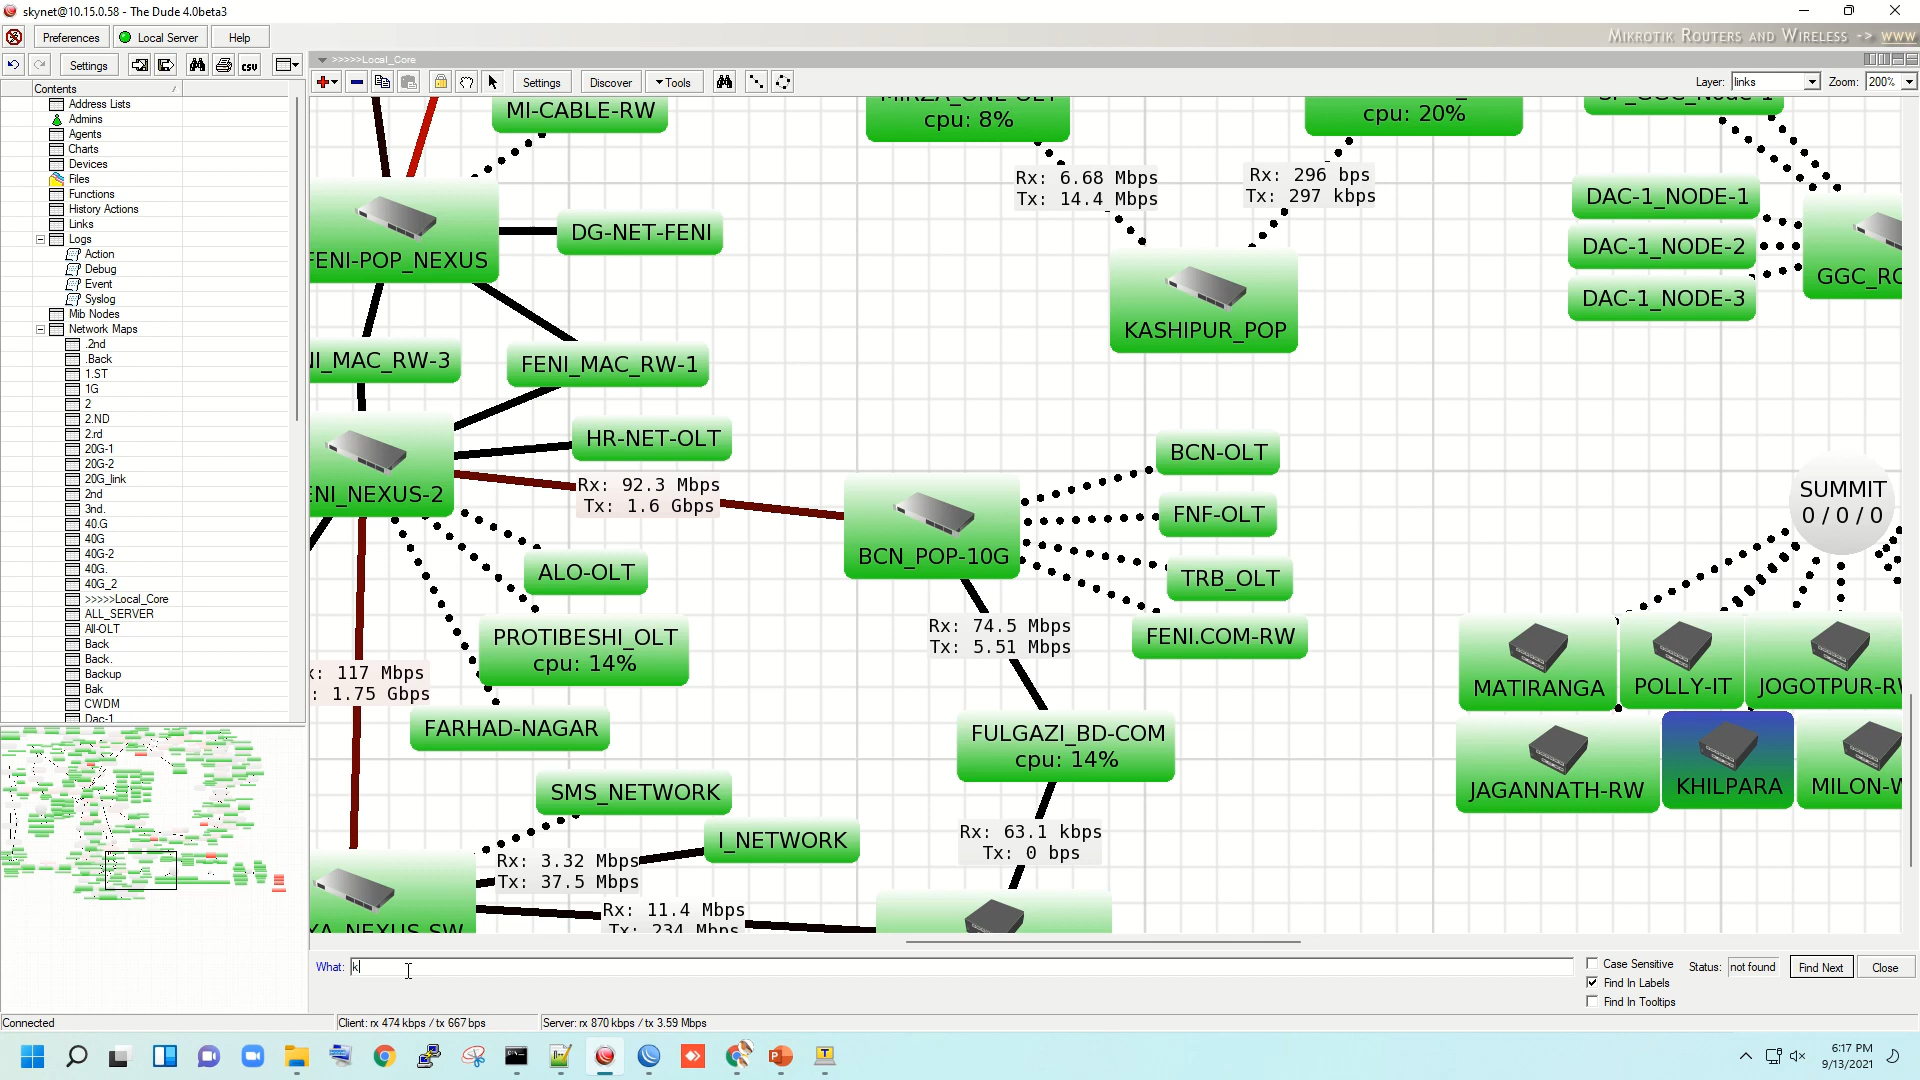 skynet@10.15.0.58 - The Dude 4.0beta3
Preferences
Local Server
Help
MIKROTIK ROUTERS AND WIRELESS -> WWW
Settings
CSV
>>>>>Local_Core
Settings
Discover
Tools
Layer: links
Zoom: 200%
Contents
Address Lists
Admins
Agents
Charts
Devices
Files
Functions
History Actions
Links
Logs
Action
Debug
Event
Syslog
Mib Nodes
Network Maps
.2nd
.Back
1.ST
1G
2
2.ND
2.rd
20G-1
20G-2
20G_link
2nd
3nd.
40.G
40G
40G-2
40G.
40G_2
>>>>>Local_Core
ALL_SERVER
All-OLT
Back
Back.
Backup
Bak
CWDM
Dac-1
MI-CABLE-RW
cpu: 8%
cpu: 20%
Rx: 6.68 Mbps
Tx: 14.4 Mbps
Rx: 296 bps
Tx: 297 kbps
DAC-1_NODE-1
DAC-1_NODE-2
DAC-1_NODE-3
FENI-POP_NEXUS
DG-NET-FENI
KASHIPUR_POP
NI_MAC_RW-3
FENI_MAC_RW-1
HR-NET-OLT
ENI_NEXUS-2
Rx: 92.3 Mbps
Tx: 1.6 Gbps
BCN_POP-10G
BCN-OLT
FNF-OLT
TRB_OLT
FENI.COM-RW
SUMMIT
0 / 0 / 0
ALO-OLT
PROTIBESHI_OLT
cpu: 14%
Rx: 74.5 Mbps
Tx: 5.51 Mbps
x: 117 Mbps
: 1.75 Gbps
FARHAD-NAGAR
FULGAZI_BD-COM
cpu: 14%
MATIRANGA
POLLY-IT
JOGOTPUR-RW
JAGANNATH-RW
KHILPARA
MILON-W
SMS_NETWORK
I_NETWORK
Rx: 3.32 Mbps
Tx: 37.5 Mbps
Rx: 63.1 kbps
Tx: 0 bps
Rx: 11.4 Mbps
Tx: 234 Mbps
What: k
Case Sensitive
Find In Labels
Find In Tooltips
Status: not found
Find Next
Close
Connected
Client: rx 474 kbps / tx 667 bps
Server: rx 870 kbps / tx 3.59 Mbps
6:17 PM
9/13/2021